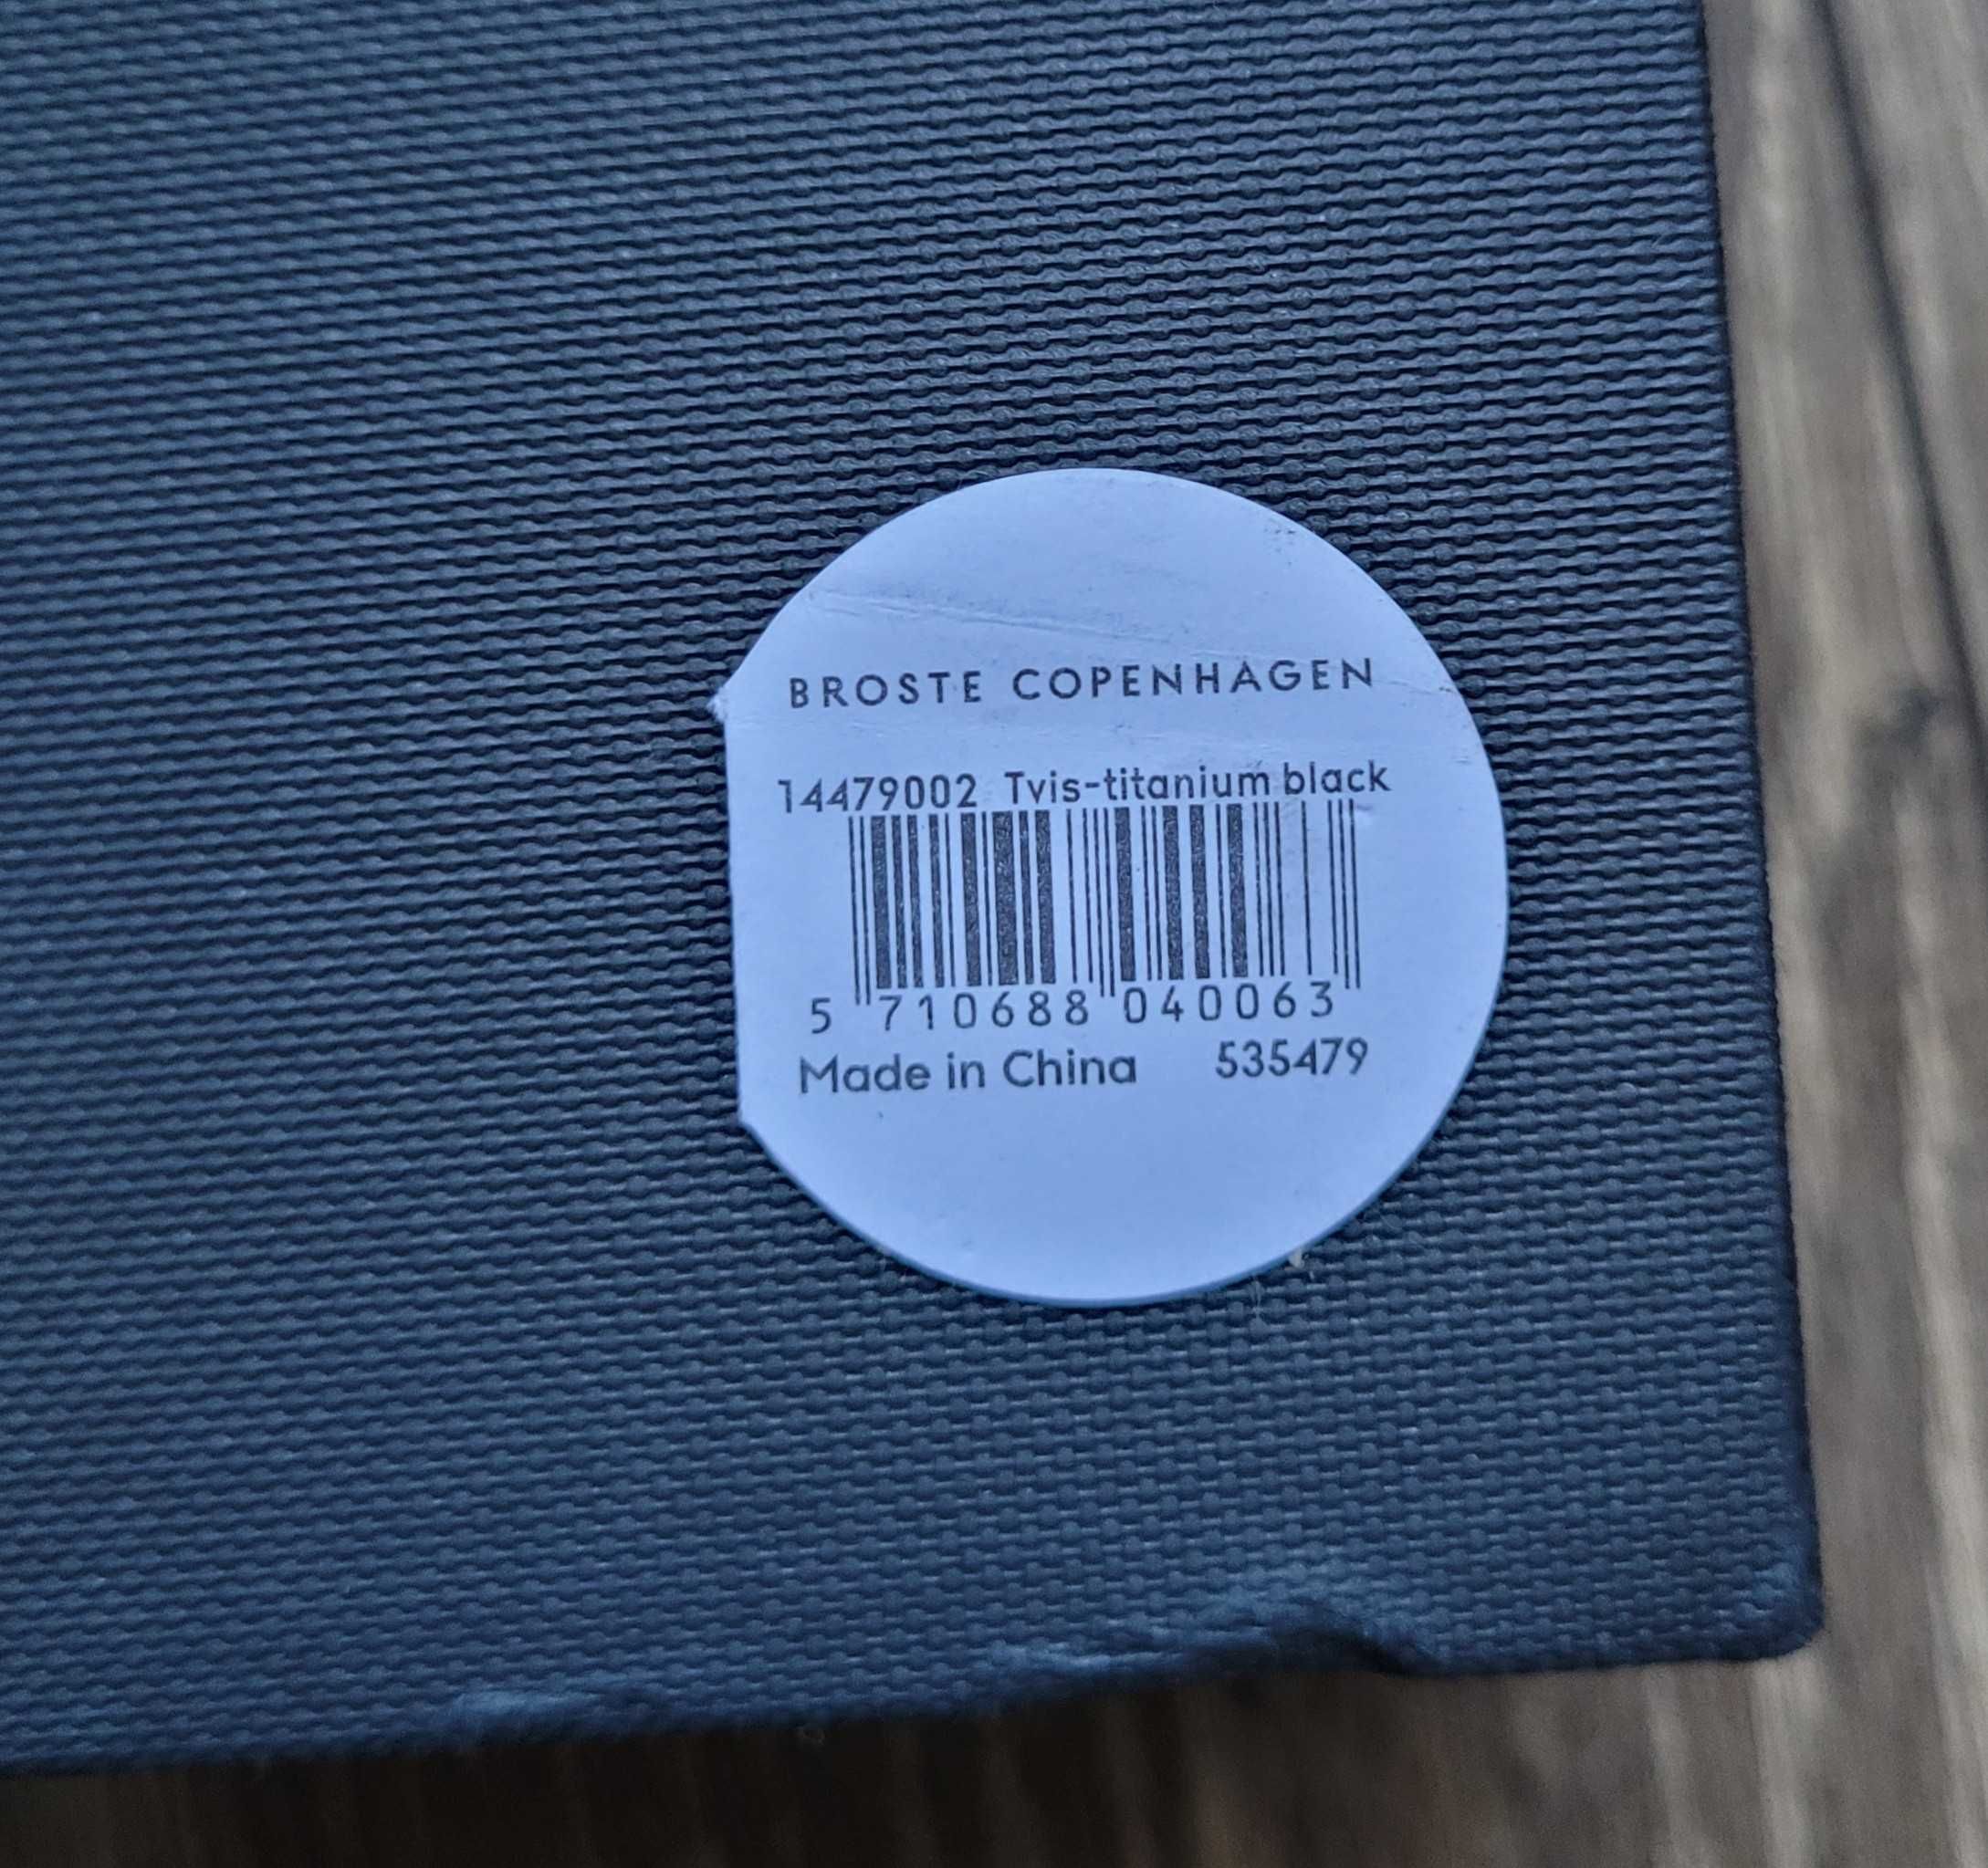 BROSTE COPENHAGEN
14479002 Tvis-titanium black
5 710688 040063
Made in China 535479